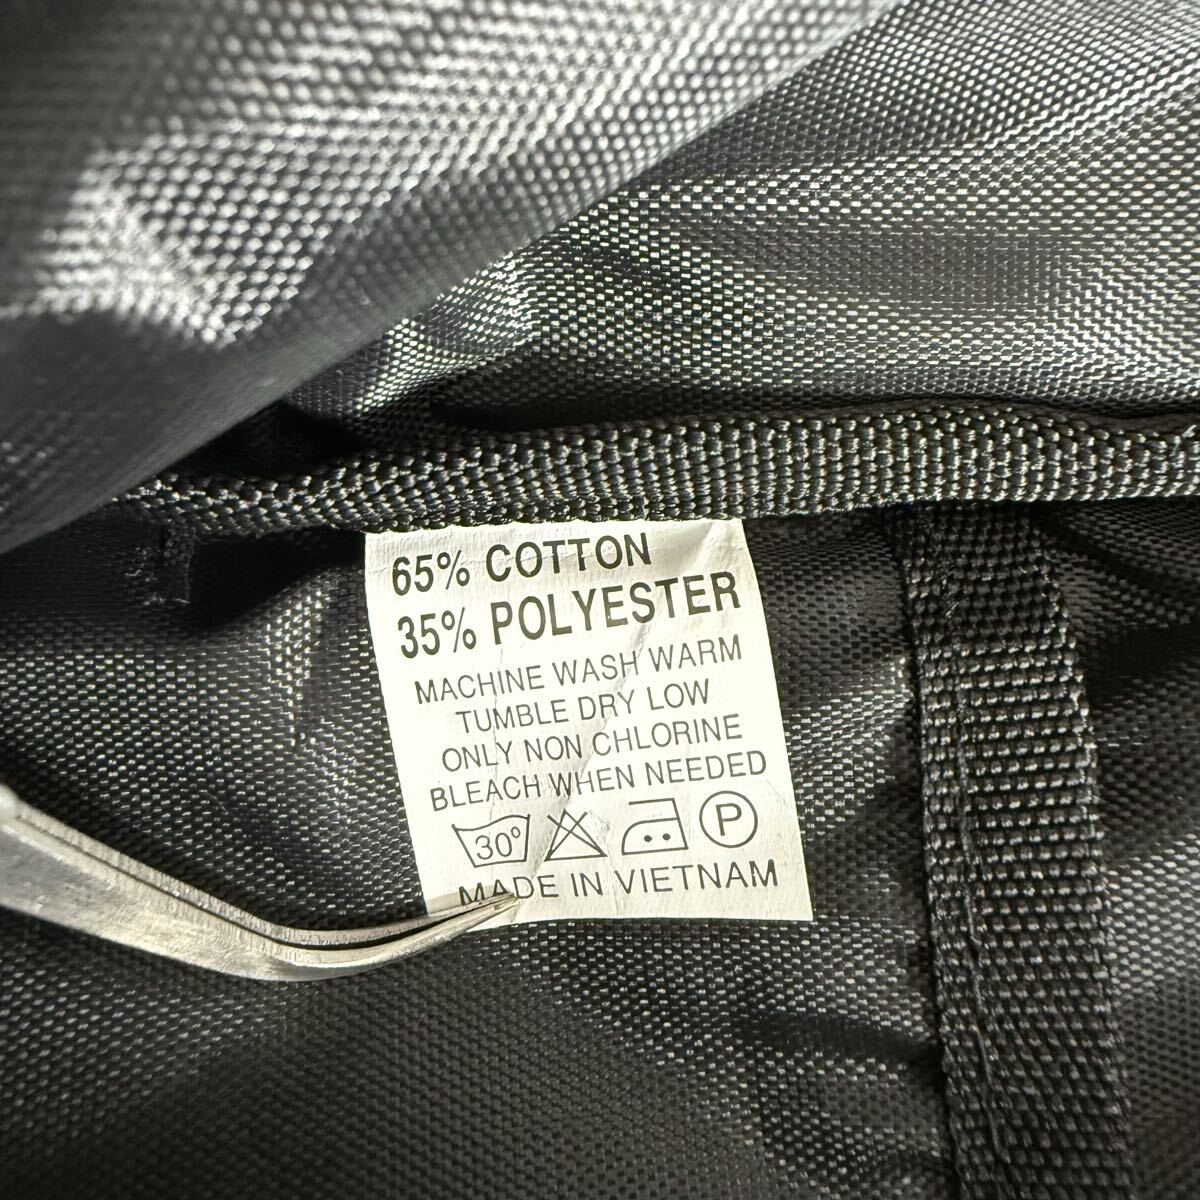 65% COTTON
35% POLYESTER
MACHINE WASH WARM
TUMBLE DRY LOW
ONLY NON CHLORINE
BLEACH WHEN NEEDED
30° P
MADE IN VIETNAM